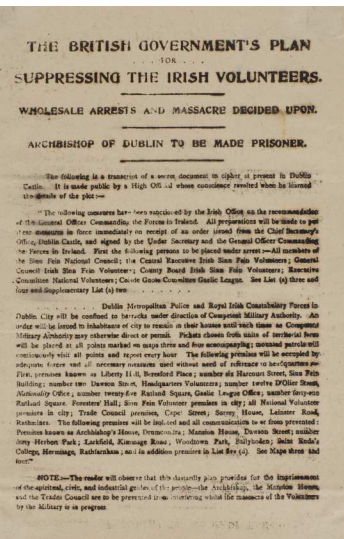 THE BRITISH GOVERNMENT'S PLAN
. . . . FOR . . . .
SUPPRESSING THE IRISH VOLUNTEERS.
WHOLESALE ARRESTS AND MASSACRE DECIDED UPON.
ARCHBISHOP OF DUBLIN TO BE MADE PRISONER.
The following is a transcript of a secret document in cipher at present in Dublin
Castle. It is made public by a High Official whose conscience revolted when he learned
the details of the plot:—
"The following measures have been sanctioned by the Irish Office on the recommendation
of the General Officer Commanding the Forces in Ireland. All preparations will be made to put
these measures in force immediately on receipt of an order issued from the Chief Secretary's
Office, Dublin Castle, and signed by the Under Secretary and the General Officer Commanding
the Forces in Ireland. First the following persons to be placed under arrest:—All members of
the Sinn Fein National Council; the Central Executive Irish Sinn Fein Volunteers; General
Council Irish Sinn Fein Volunteers; County Board Irish Sinn Fein Volunteers; Executive
Committee National Volunteers; Coisde Gnota Committee Gaelic League. See List (a) three and
four and Supplementary List (a) two . . . .
Dublin Metropolitan Police and Royal Irish Constabulary Forces in
Dublin City will be confined to barracks under direction of Competent Military Authority. An
order will be issued to inhabitants of city to remain in their houses until such times as Competent
Military Authority may otherwise direct or permit. Pickets chosen from units of territorial force
will be placed at all points marked on maps three and four; mounted patrols will
continuously visit all points and report every hour The following premises will be occupied by
adequate forces and all necessary measures used without need of reference to headquarters.—
First, premises known as Liberty Hall, Beresford Place; number six Harcourt Street, Sinn Fein
Building; number two Dawson Street, Headquarters Volunteers; number twelve D'Olier Street,
Nationality Office; number twenty-five Rutland Square, Gaelic League Office; number forty-one
Rutland Square, Foresters' Hall; Sinn Fein Volunteer premises in city; all National Volunteer
premises in city; Trade Council premises, Capel Street; Surrey House, Leinster Road,
Rathmines. The following premises will be isolated and all communication to or from prevented:
Premises known as Archbishop's House, Drumcondra; Mansion House, Dawson Street; number
Herbert Park; Larkfield, Kimmage Road; Woodtown Park, Ballyboden; Saint Enda's
College, Hermitage, Rathfarnham; and in addition premises in List five (d). See Maps three and
four."
NOTE:—The reader will observe that this dastardly plan provides for the imprisonment
of the spiritual, civic, and industrial guides of the people—the Archbishop, the Mansion House,
and the Trades Council are to be prevented from interfering whilst the massacre of the Volunteers
by the Military is in progress.